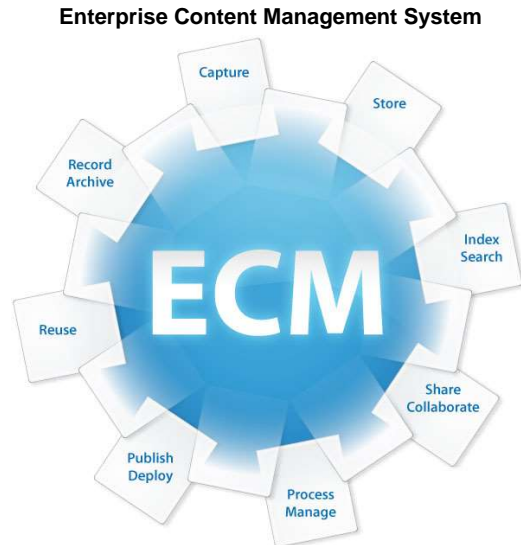 Enterprise Content Management System
Capture
Store
Record
Archive
Index
Search
ECM
Reuse
Share
Collaborate
Publish
Deploy
Process
Manage